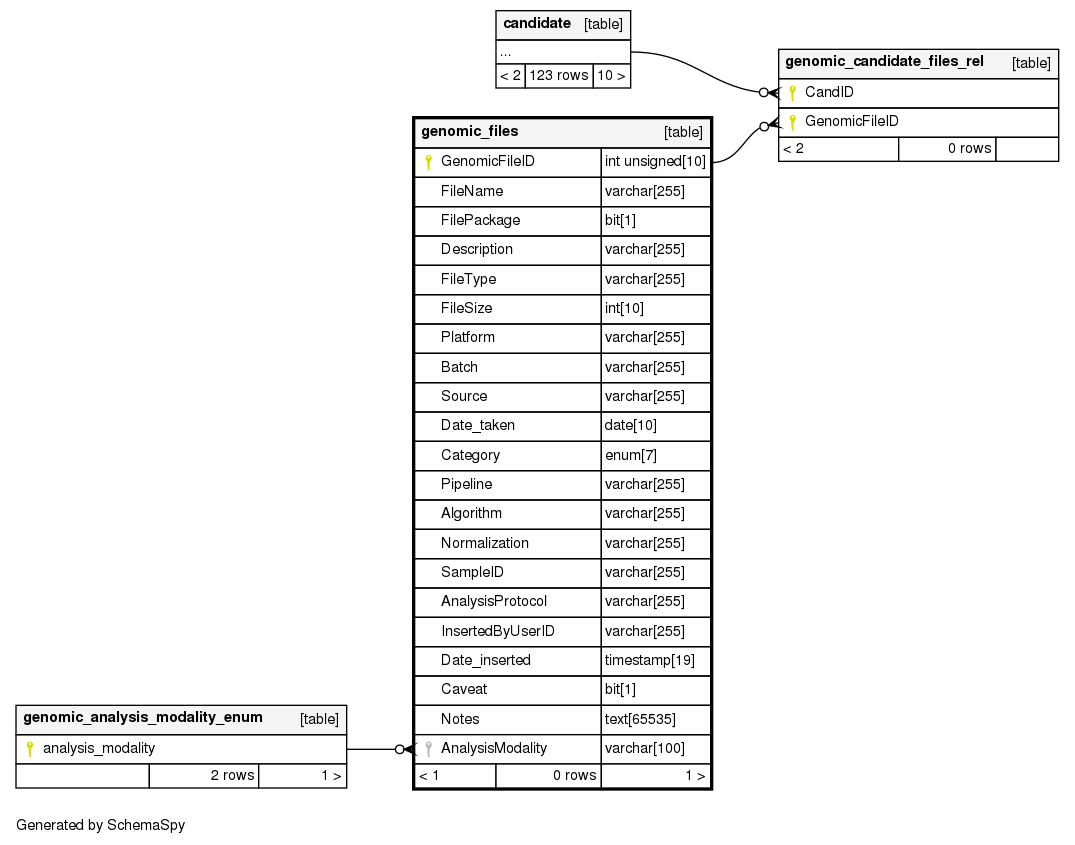 candidate [table]
...
< 2 123 rows 10 >
genomic_candidate_files_rel [table]
CandID
GenomicFileID
< 2 0 rows
genomic_files [table]
GenomicFileID int unsigned[10]
FileName varchar[255]
FilePackage bit[1]
Description varchar[255]
FileType varchar[255]
FileSize int[10]
Platform varchar[255]
Batch varchar[255]
Source varchar[255]
Date_taken date[10]
Category enum[7]
Pipeline varchar[255]
Algorithm varchar[255]
Normalization varchar[255]
SampleID varchar[255]
AnalysisProtocol varchar[255]
InsertedByUserID varchar[255]
Date_inserted timestamp[19]
Caveat bit[1]
Notes text[65535]
AnalysisModality varchar[100]
< 1 0 rows 1 >
genomic_analysis_modality_enum [table]
analysis_modality
2 rows 1 >
Generated by SchemaSpy